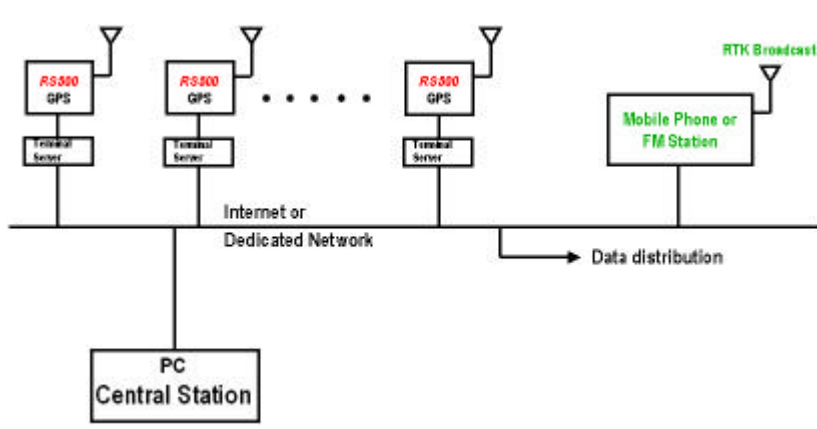 RTK Broadcast
RS500
GPS
RS500
GPS
RS500
GPS
Mobile Phone or
FM Station
Terminal
Server
Terminal
Server
Terminal
Server
Internet or
Dedicated Network
Data distribution
PC
Central Station